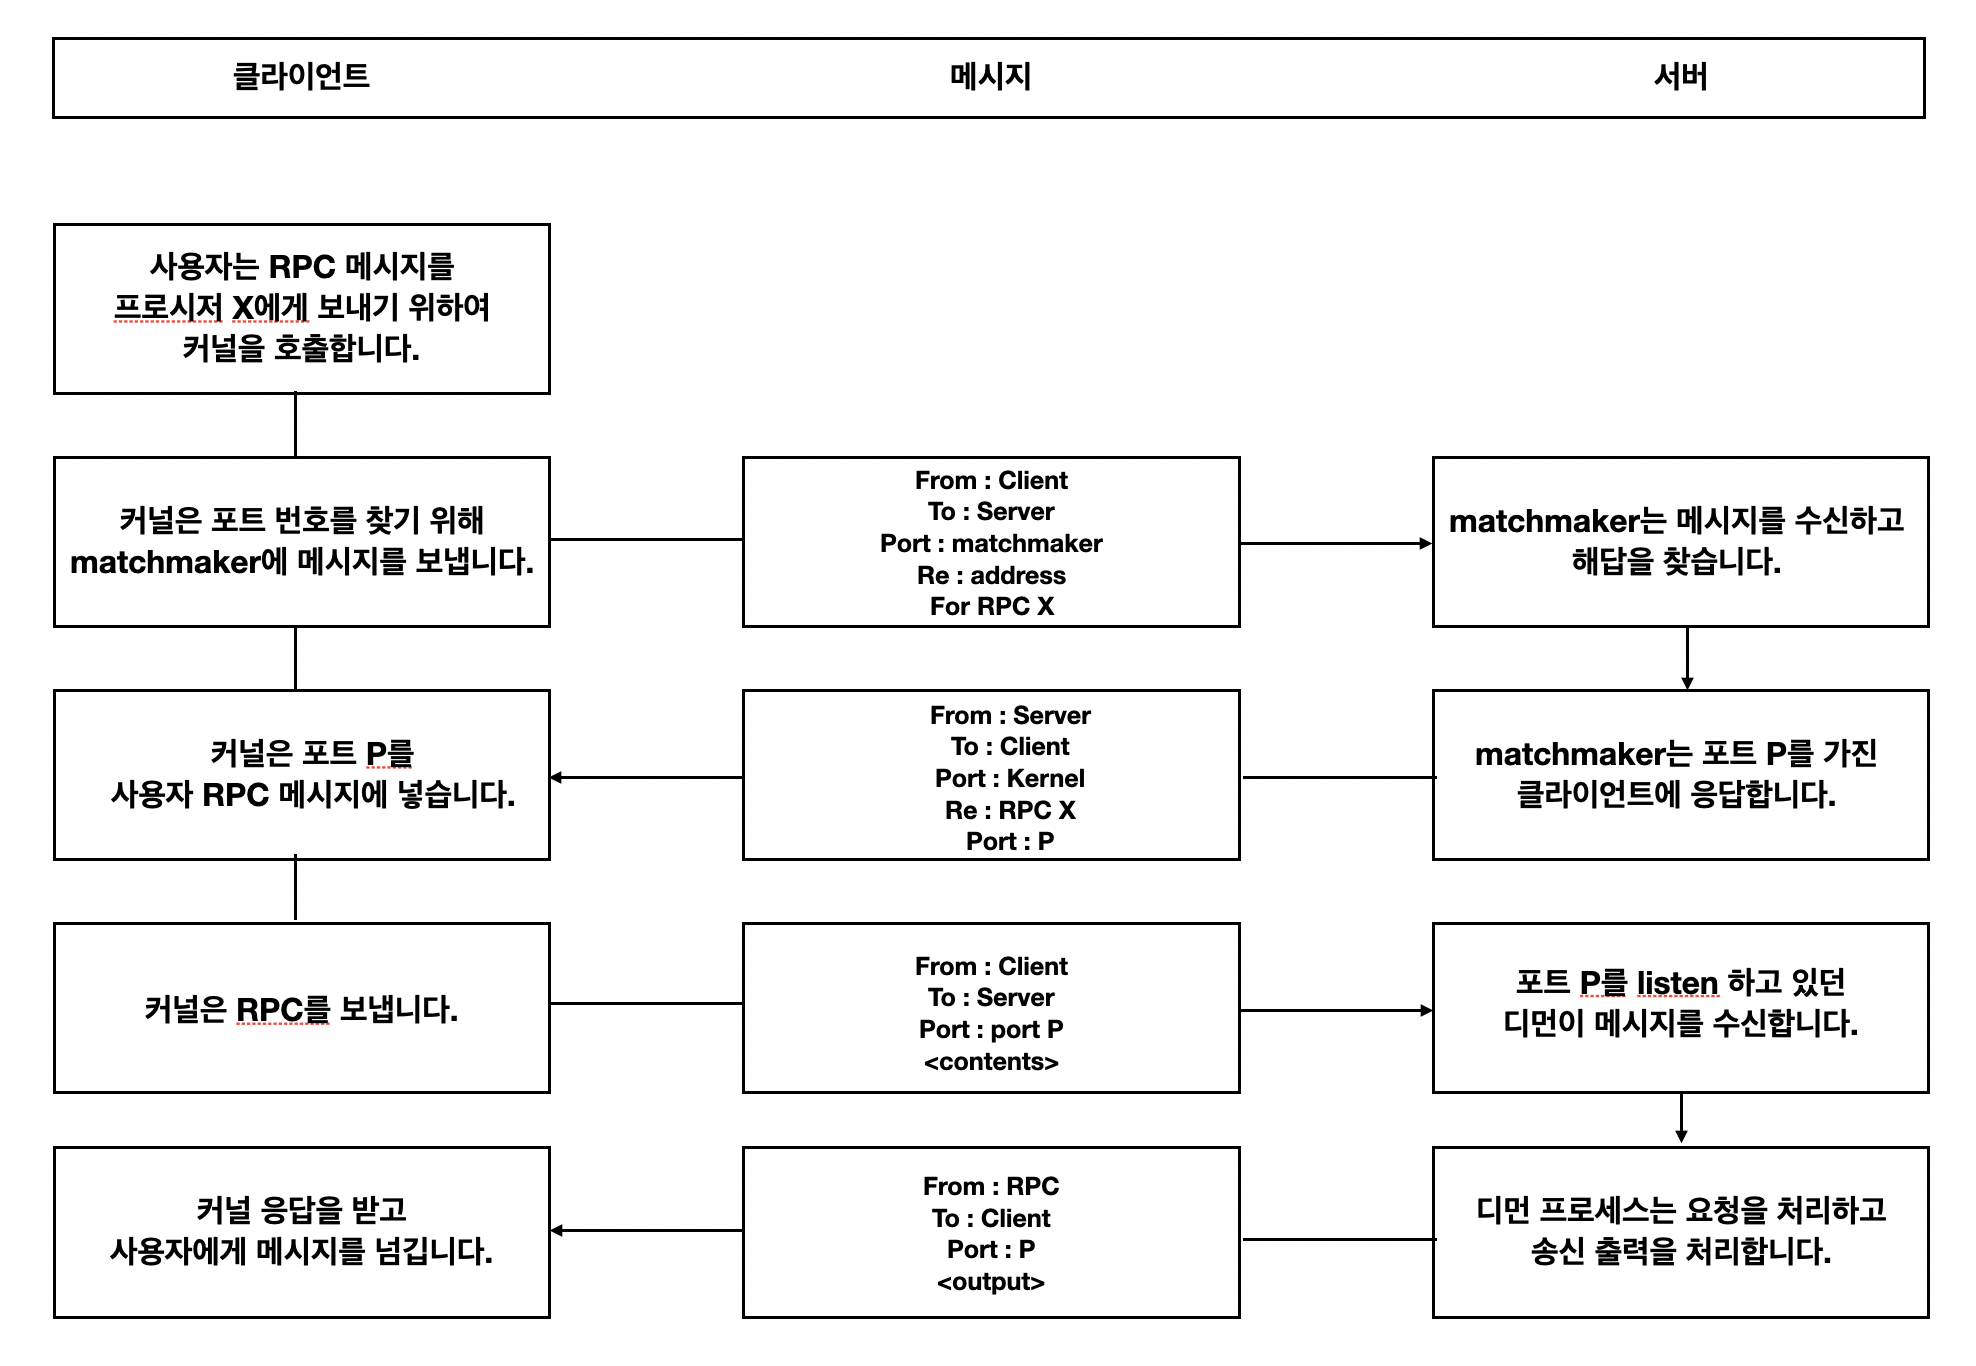 클라이언트
메시지
서버
사용자는 RPC 메시지를
프로시저 X에게 보내기 위하여
커널을 호출합니다.
커널은 포트 번호를 찾기 위해
matchmaker에 메시지를 보냅니다.
From : Client
To : Server
Port : matchmaker
Re : address
For RPC X
matchmaker는 메시지를 수신하고
해답을 찾습니다.
커널은 포트 P를
사용자 RPC 메시지에 넣습니다.
From : Server
To : Client
Port : Kernel
Re : RPC X
Port : P
matchmaker는 포트 P를 가진
클라이언트에 응답합니다.
커널은 RPC를 보냅니다.
From : Client
To : Server
Port : port P
<contents>
포트 P를 listen 하고 있던
디먼이 메시지를 수신합니다.
커널 응답을 받고
사용자에게 메시지를 넘깁니다.
From : RPC
To : Client
Port : P
<output>
디먼 프로세스는 요청을 처리하고
송신 출력을 처리합니다.